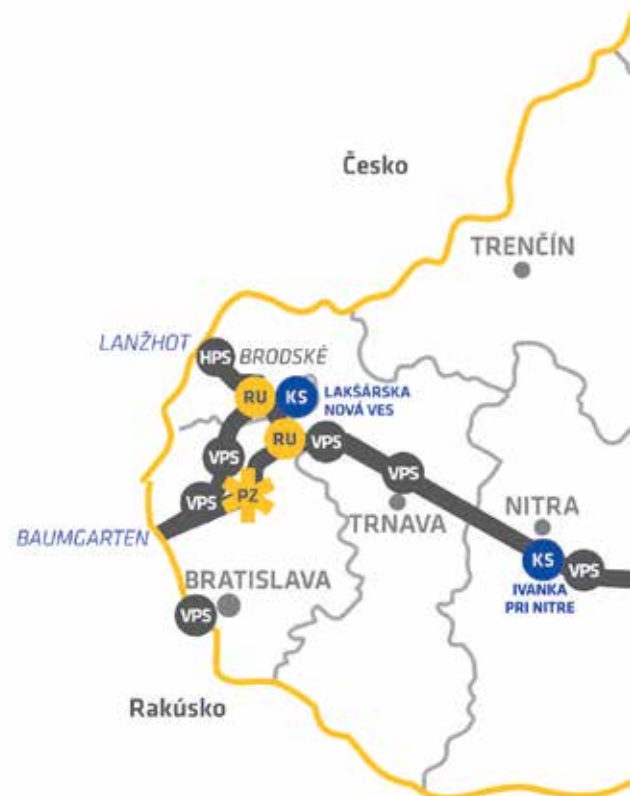 Česko
TRENČÍN
LANŽHOT
HPS
BRODSKÉ
RU
KS
LAKŠÁRSKA
NOVÁ VES
RU
VPS
VPS
VPS
VPS
PZ
TRNAVA
NITRA
BAUMGARTEN
KS
VPS
IVANKA
PRI NITRE
BRATISLAVA
VPS
Rakúsko